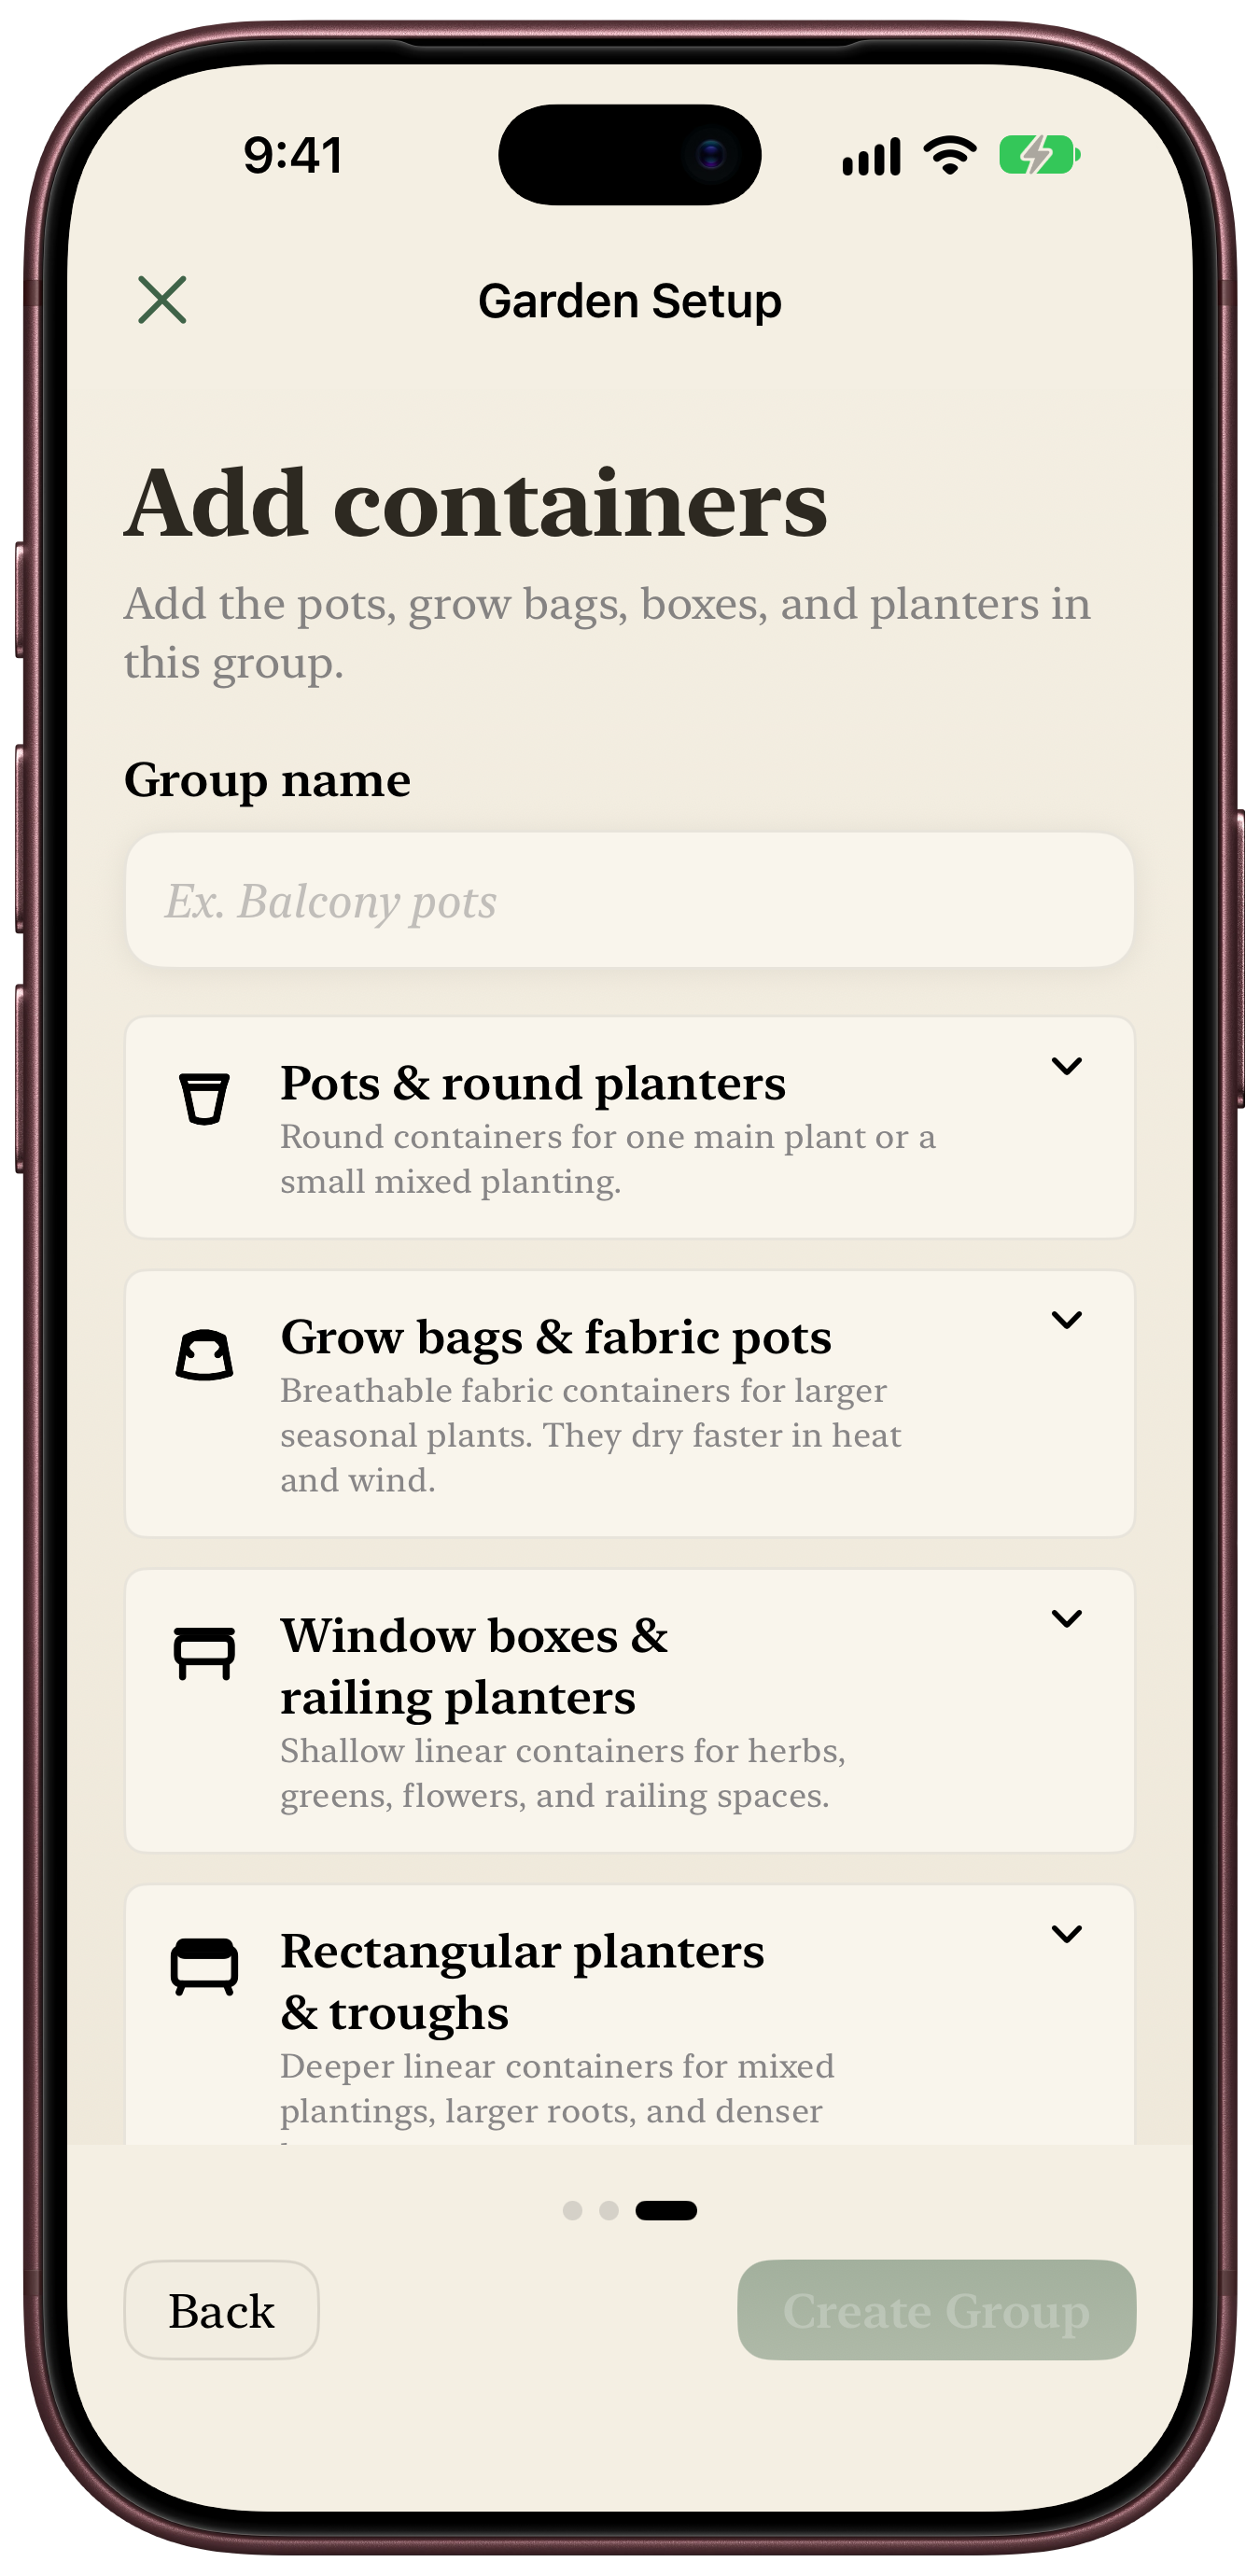 9:41
Garden Setup
Add containers
Add the pots, grow bags, boxes, and planters in
this group.
Group name
Ex. Balcony pots
Pots & round planters
Round containers for one main plant or a
small mixed planting.
Grow bags & fabric pots
Breathable fabric containers for larger
seasonal plants. They dry faster in heat
and wind.
Window boxes &
railing planters
Shallow linear containers for herbs,
greens, flowers, and railing spaces.
Rectangular planters
& troughs
Deeper linear containers for mixed
plantings, larger roots, and denser
Back
Create Group